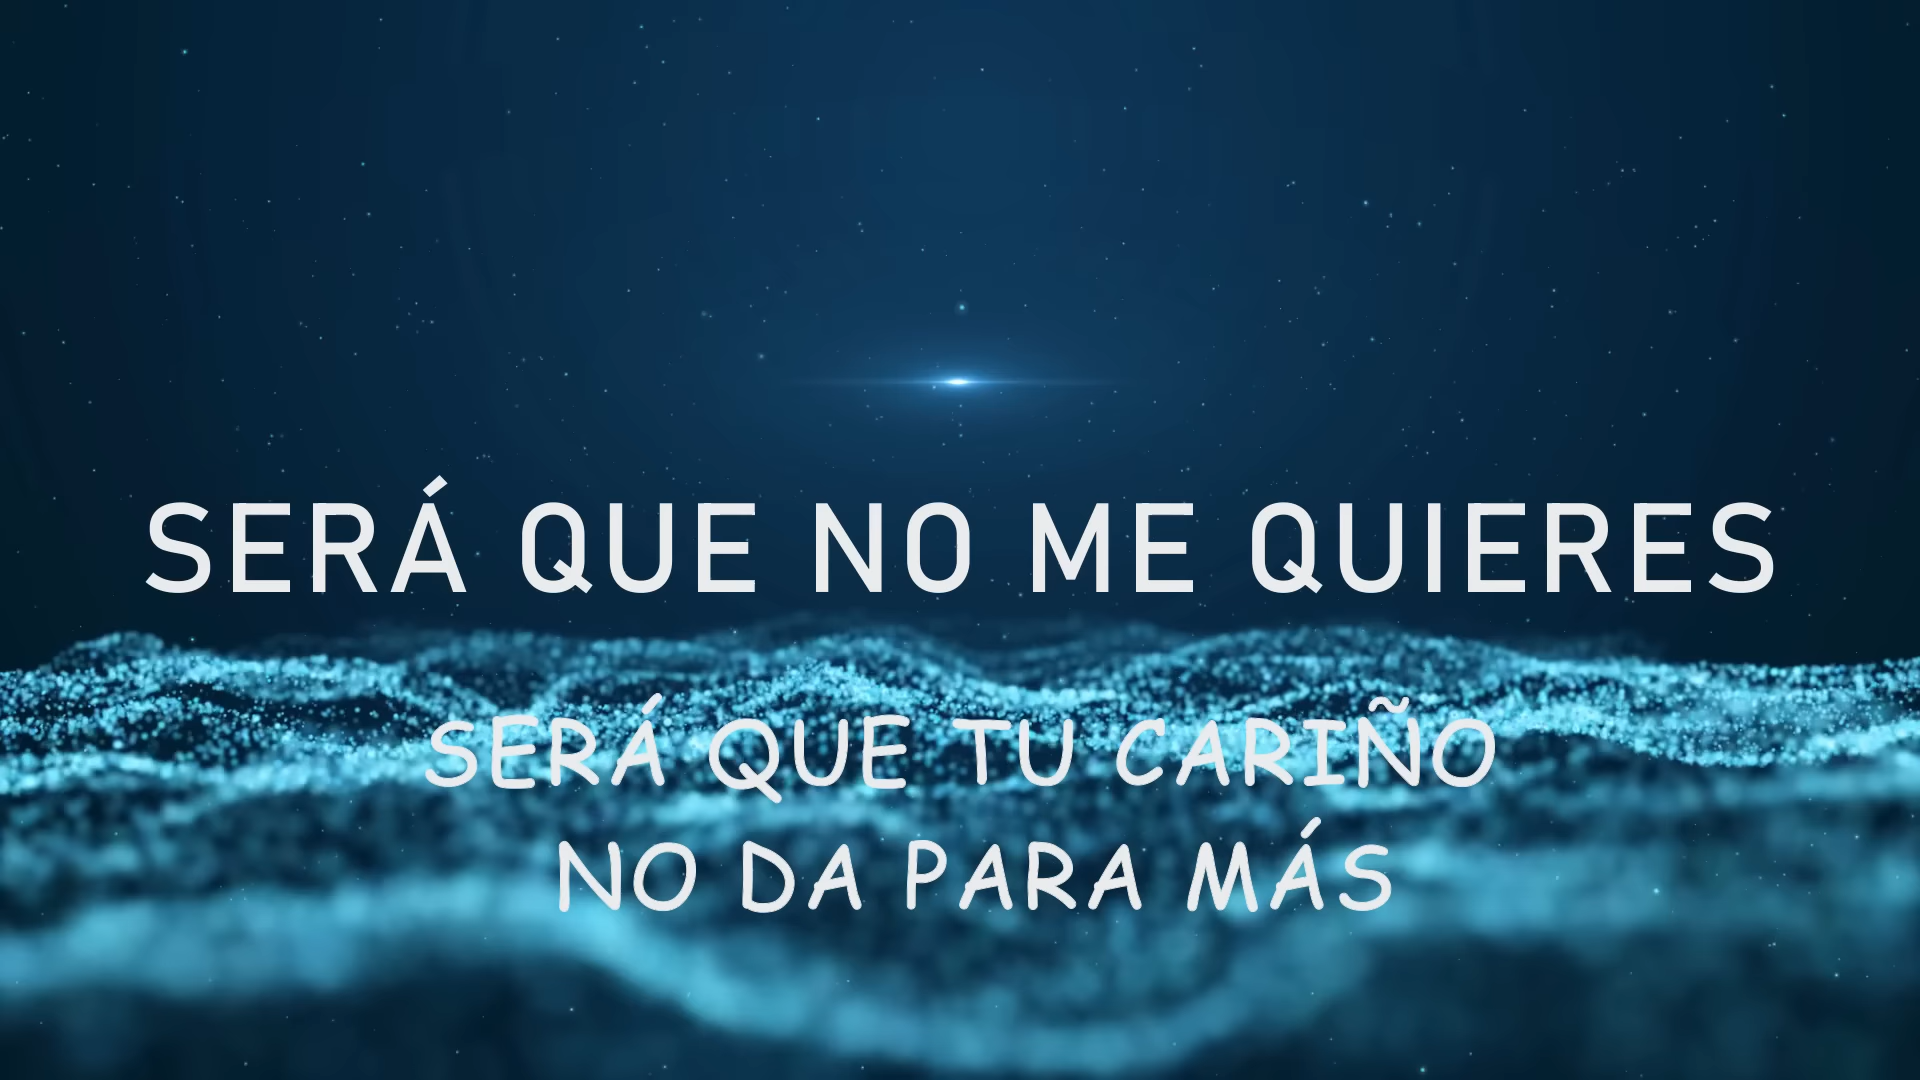 SERÁ QUE NO ME QUIERES
SERÁ QUE TU CARIÑO
NO DA PARA MÁS